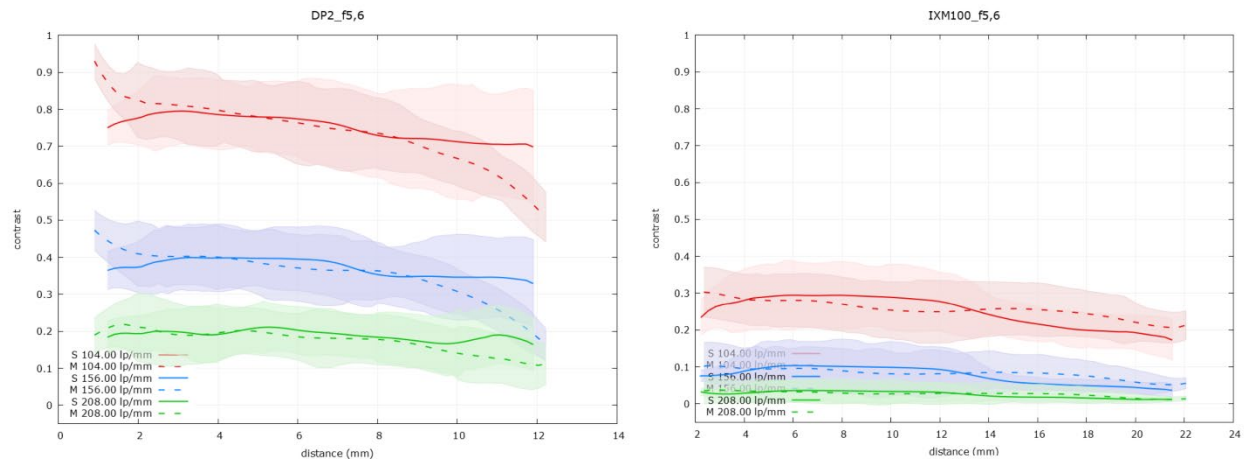 DP2_f5,6
1
0.9
0.8
0.7
0.6
0.5
0.4
0.3
0.2
0.1
0
contrast
S 104.00 lp/mm
M 104.00 lp/mm
S 156.00 lp/mm
M 156.00 lp/mm
S 208.00 lp/mm
M 208.00 lp/mm
0 2 4 6 8 10 12 14
distance (mm)
IXM100_f5,6
1
0.9
0.8
0.7
0.6
0.5
0.4
0.3
0.2
0.1
0
contrast
S 104.00 lp/mm
M 104.00 lp/mm
S 156.00 lp/mm
M 156.00 lp/mm
S 208.00 lp/mm
M 208.00 lp/mm
2 4 6 8 10 12 14 16 18 20 22 24
distance (mm)